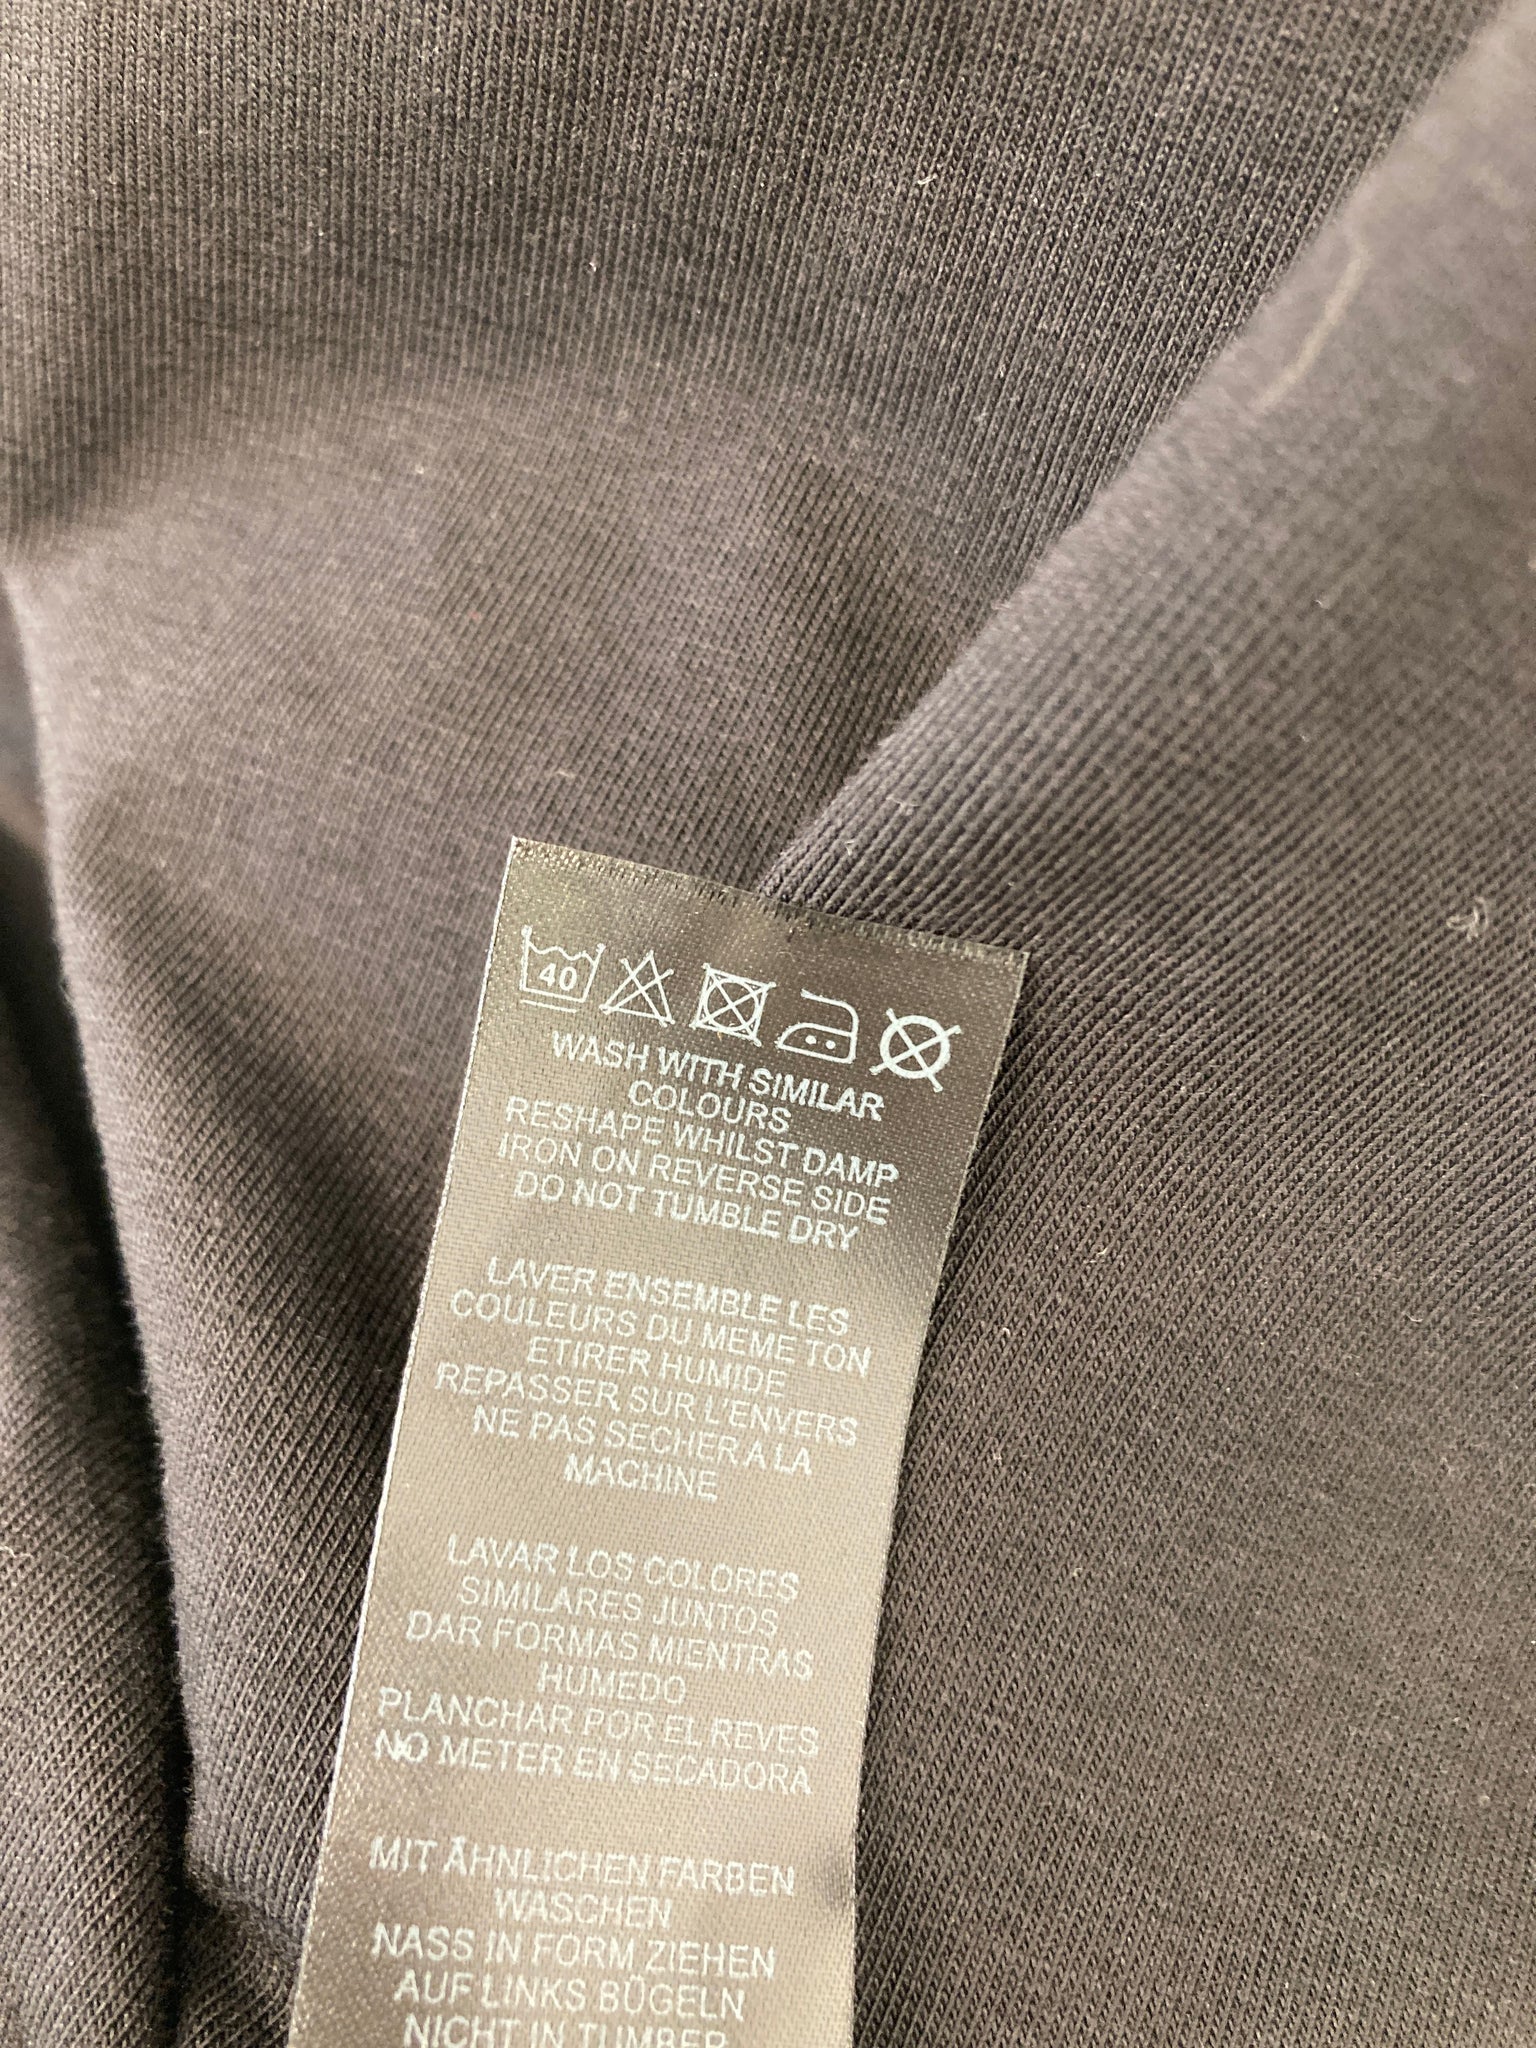 40
WASH WITH SIMILAR
COLOURS
RESHAPE WHILST DAMP
IRON ON REVERSE SIDE
DO NOT TUMBLE DRY
LAVER ENSEMBLE LES
COULEURS DU MEME TON
ETIRER HUMIDE
REPASSER SUR L'ENVERS
NE PAS SECHER A LA
MACHINE
LAVAR LOS COLORES
SIMILARES JUNTOS
DAR FORMAS MIENTRAS
HUMEDO
PLANCHAR POR EL REVES
NO METER EN SECADORA
MIT ÄHNLICHEN FARBEN
WASCHEN
NASS IN FORM ZIEHEN
AUF LINKS BÜGELN
NICHT IN TUMBER